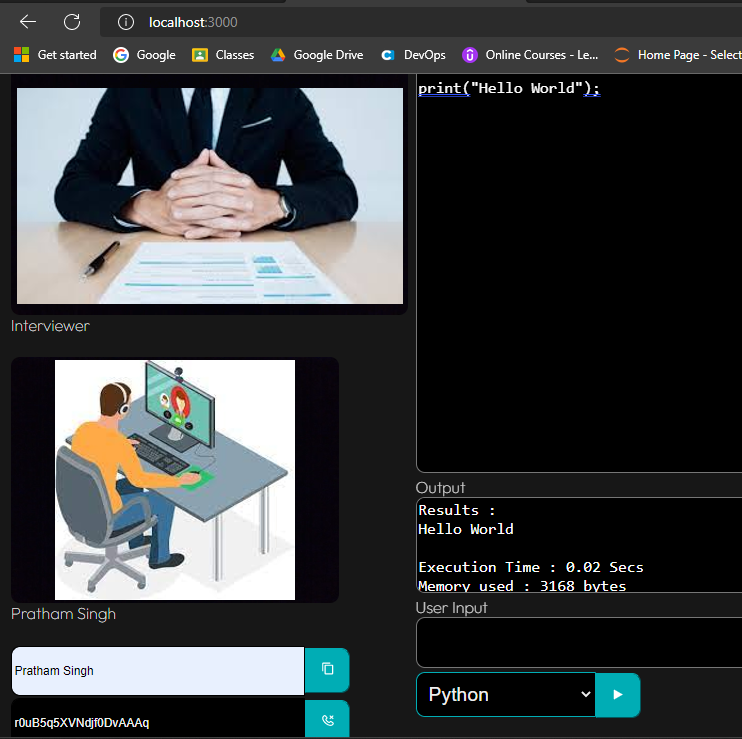 localhost:3000
Get started Google Classes Google Drive DevOps Online Courses - Le... Home Page - Select
print("Hello World");
Interviewer
Pratham Singh
Pratham Singh
r0uB5q5XVNdjf0DvAAAq
Output
Results :
Hello World
Execution Time : 0.02 Secs
Memory used : 3168 bytes
User Input
Python